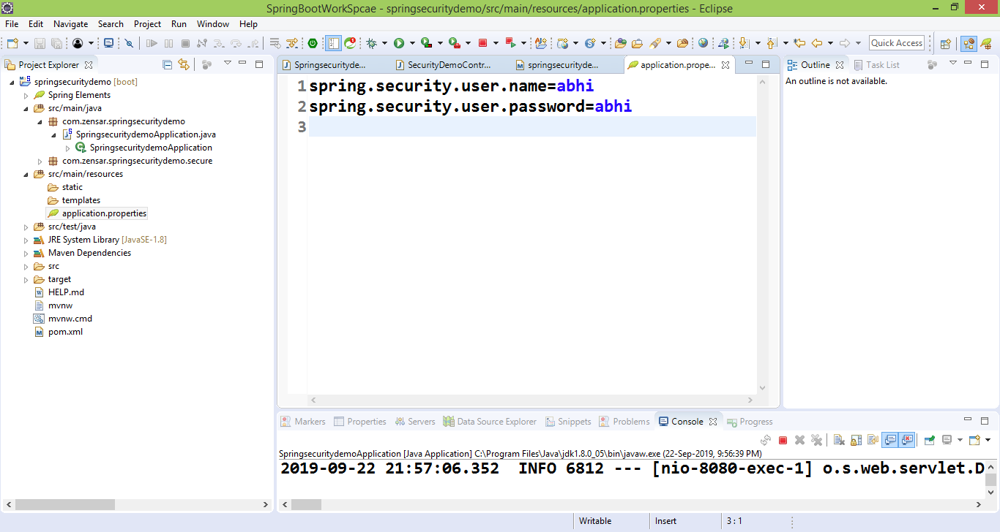 SpringBootWorkSpcae - springsecuritydemo/src/main/resources/application.properties - Eclipse
File Edit Navigate Search Project Run Window Help
Quick Access
Project Explorer
springsecuritydemo [boot]
Spring Elements
src/main/java
com.zensar.springsecuritydemo
SpringsecuritydemoApplication.java
SpringsecuritydemoApplication
com.zensar.springsecuritydemo.secure
src/main/resources
static
templates
application.properties
src/test/java
JRE System Library [JavaSE-1.8]
Maven Dependencies
src
target
HELP.md
mvnw
mvnw.cmd
pom.xml
Springsecurityde... SecurityDemoContr... springsecurityde... application.prope...
1 spring.security.user.name=abhi
2 spring.security.user.password=abhi
3
Outline Task List
An outline is not available.
Markers Properties Servers Data Source Explorer Snippets Problems Console Progress
SpringsecuritydemoApplication [Java Application] C:\Program Files\Java\jdk1.8.0_05\bin\javaw.exe (22-Sep-2019, 9:56:39 PM)
2019-09-22 21:57:06.352 INFO 6812 --- [nio-8080-exec-1] o.s.web.servlet.D
Writable Insert 3 : 1